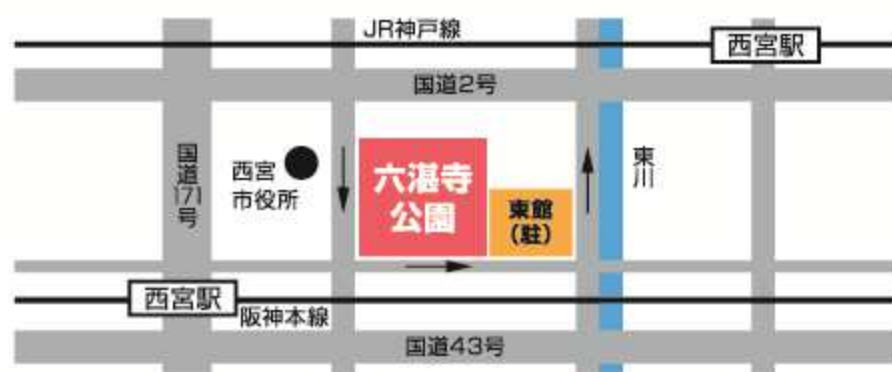 JR神戸線
西宮駅
国道2号
国道171号
西宮
市役所
六湛寺
公園
東館
(駐)
東川
西宮駅
阪神本線
国道43号